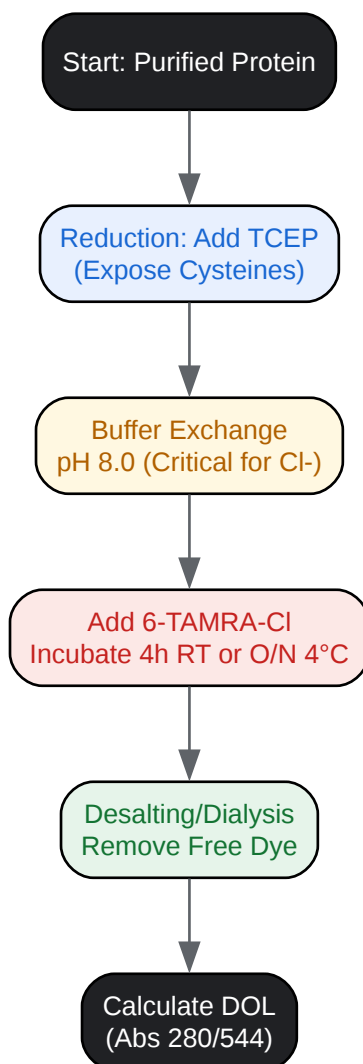 Start: Purified Protein
Reduction: Add TCEP
(Expose Cysteines)
Buffer Exchange
pH 8.0 (Critical for Cl-)
Add 6-TAMRA-Cl
Incubate 4h RT or O/N 4°C
Desalting/Dialysis
Remove Free Dye
Calculate DOL
(Abs 280/544)